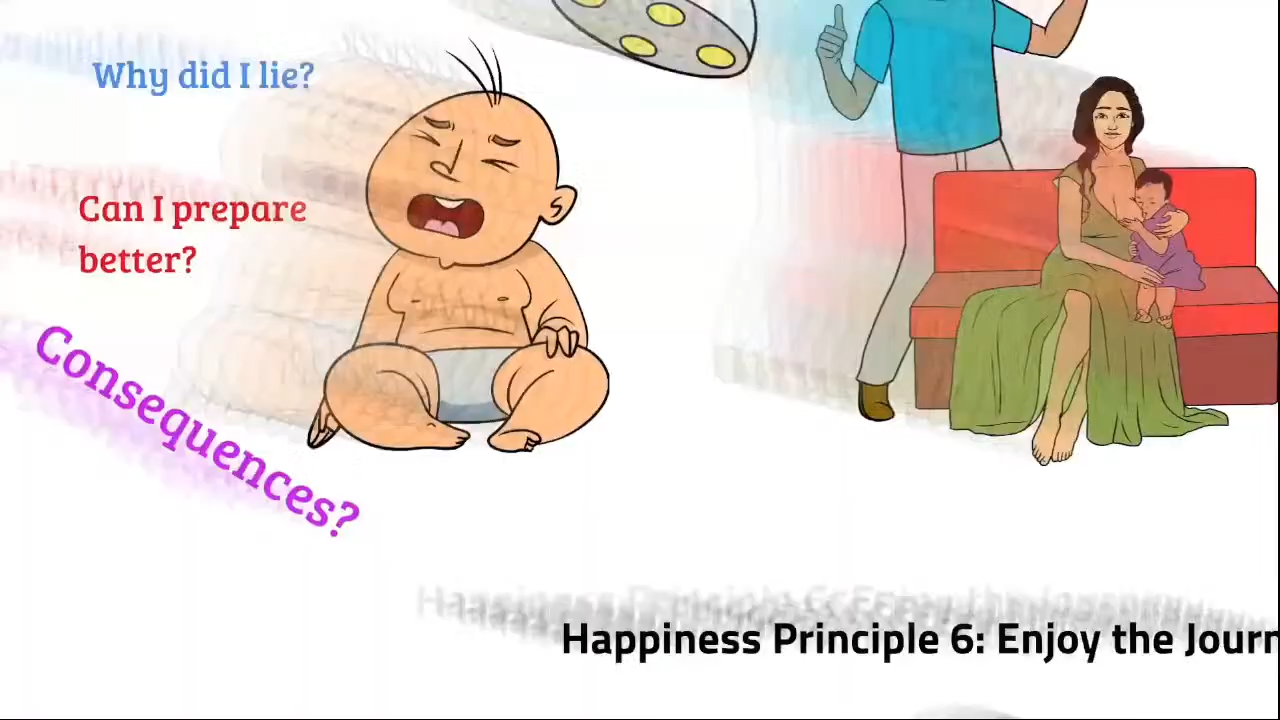 Why did I lie?
Can I prepare
better?
Consequences?
Happiness Principle 6: Enjoy the Journ